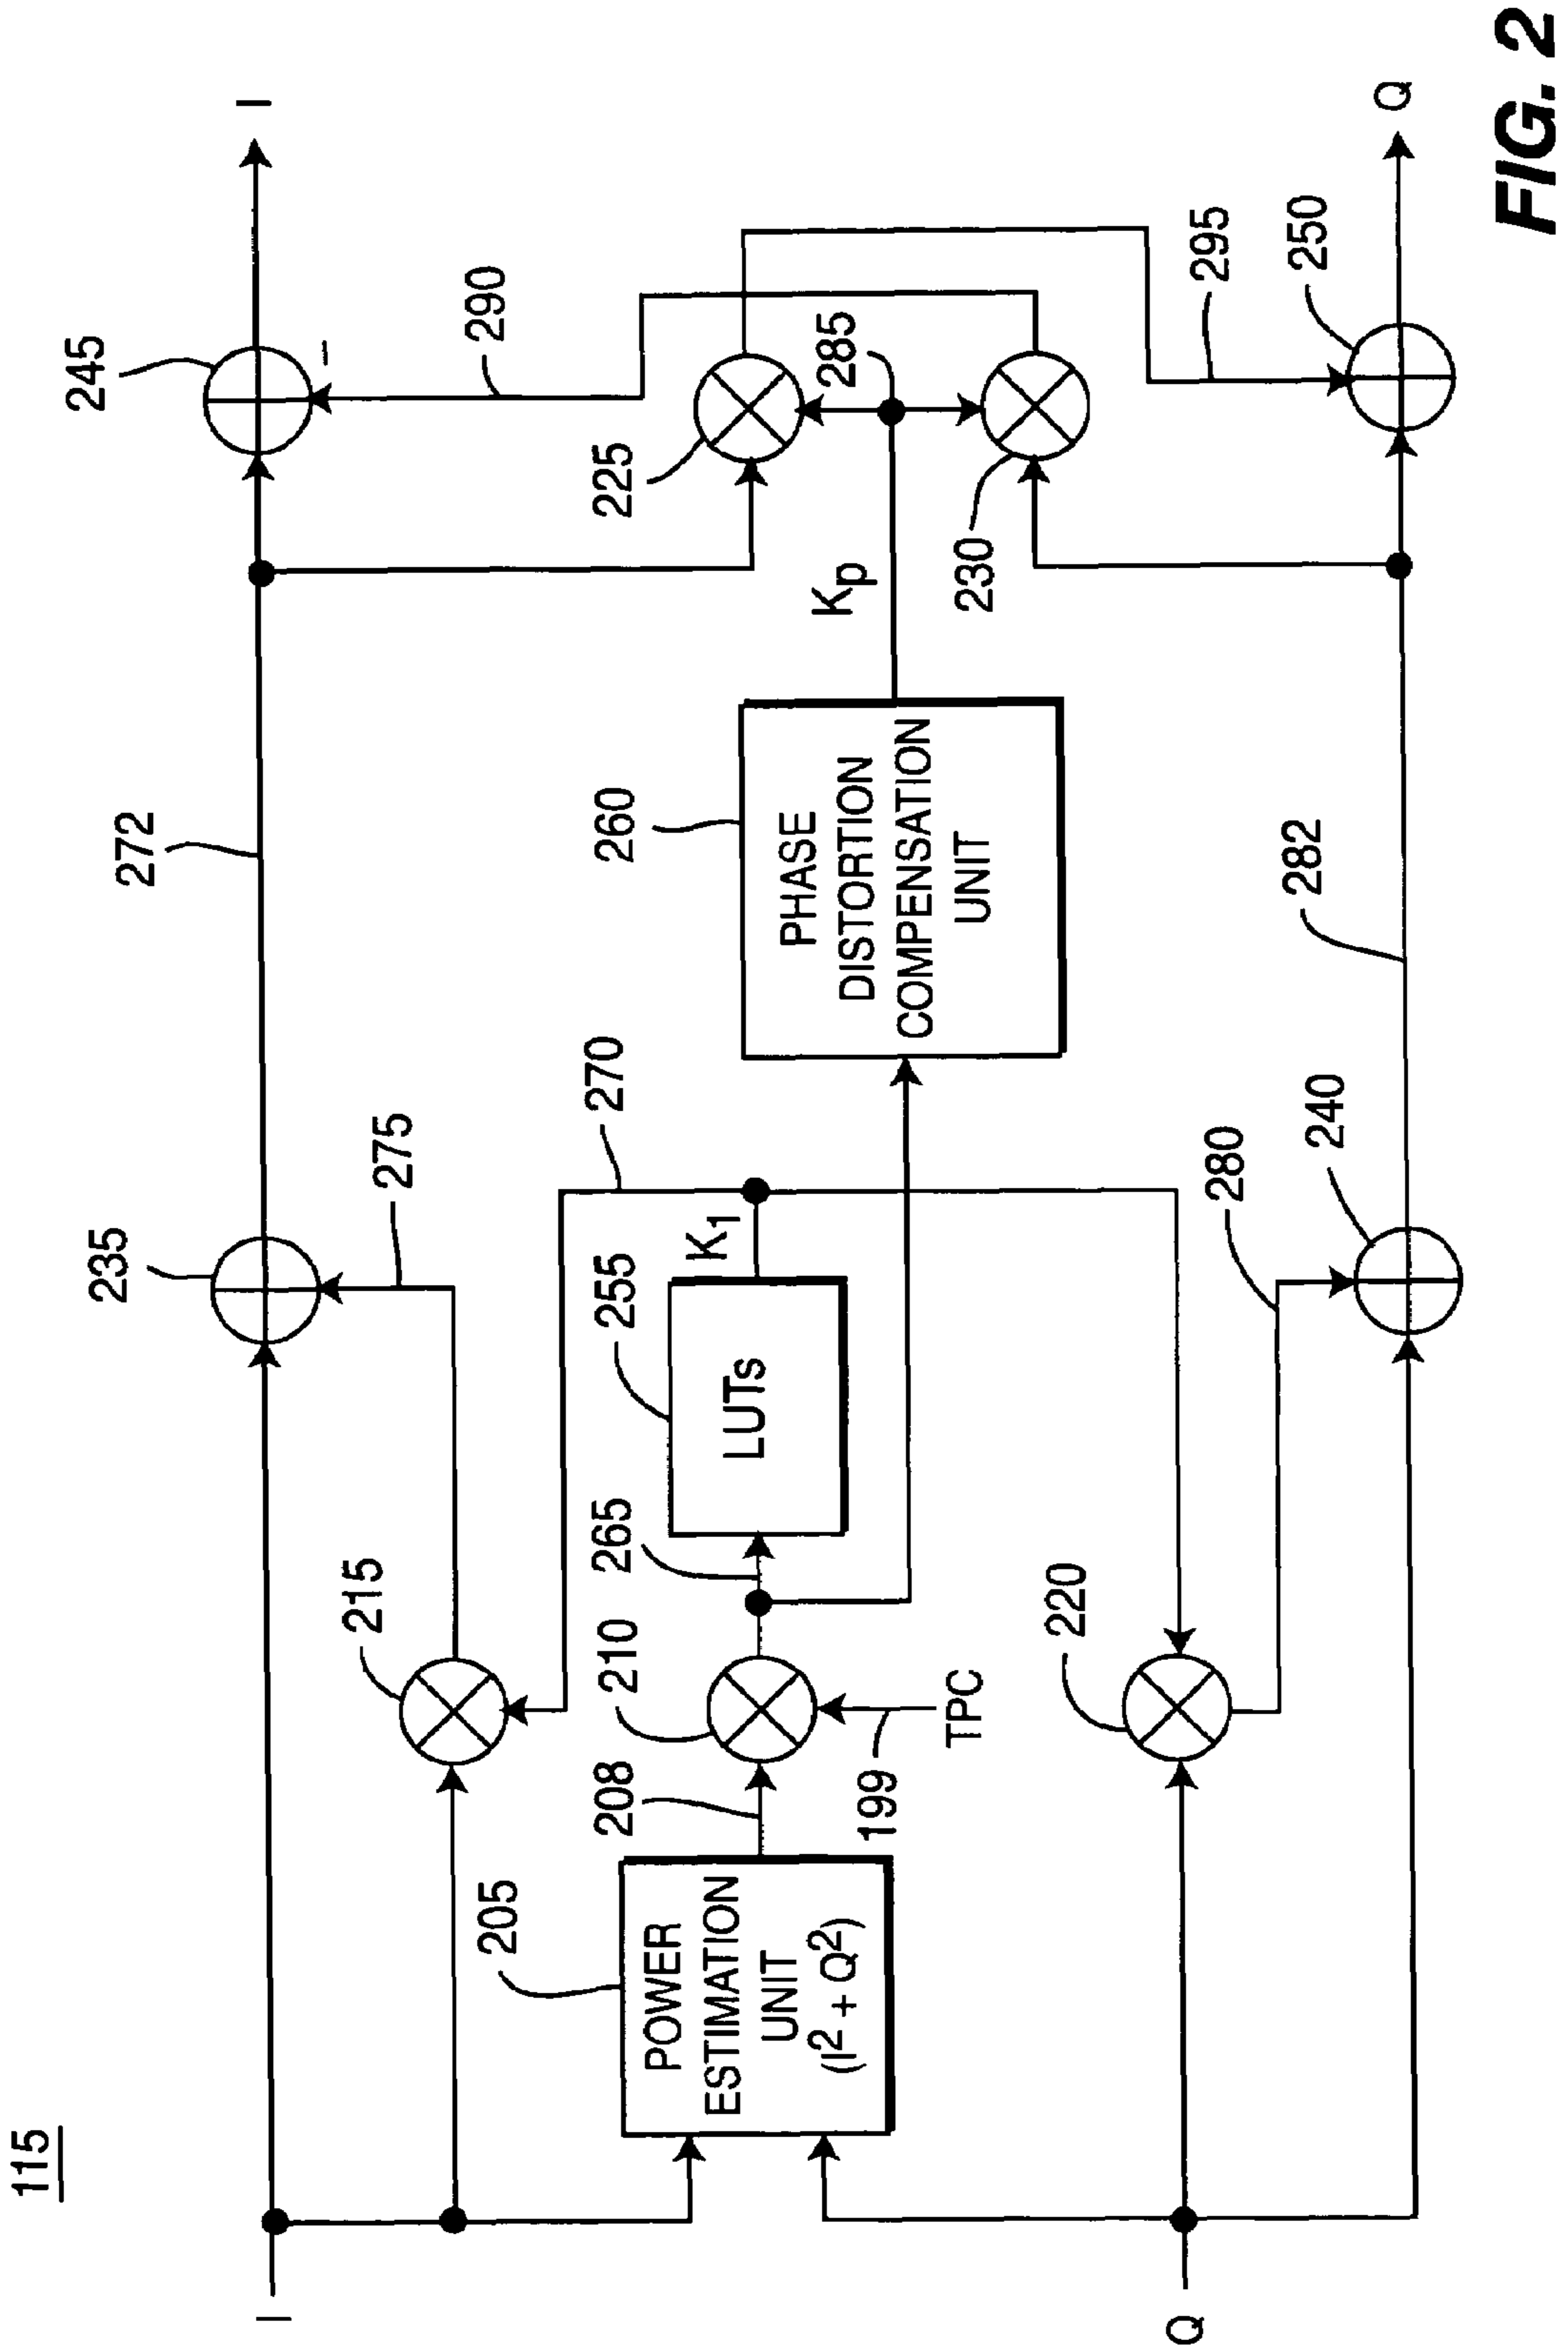 115
I
235
272
245
I
215
275
290
205
POWER
ESTIMATION
UNIT
(I² + Q²)
208
210
265
255
LUTs
K₁
270
260
PHASE
DISTORTION
COMPENSATION
UNIT
Kp
225
285
230
199
TPC
220
280
240
282
295
250
Q
Q
FIG. 2
-